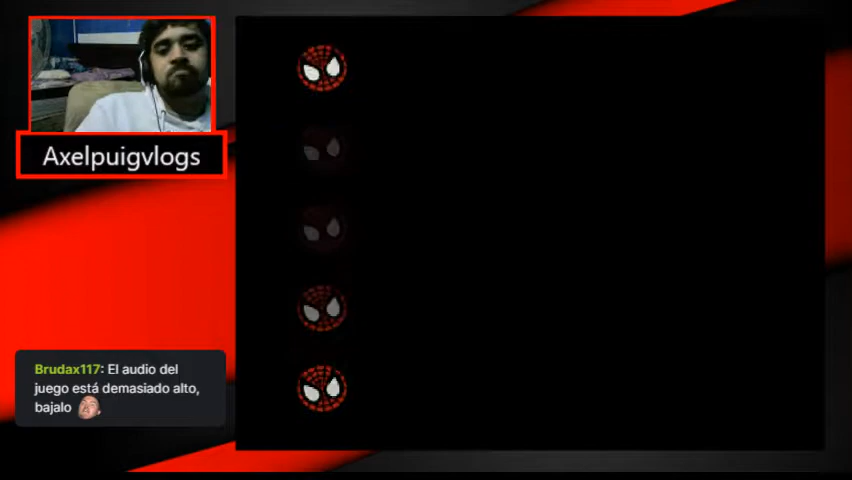 Axelpuigvlogs
Brudax117: El audio del
juego está demasiado alto,
bajalo